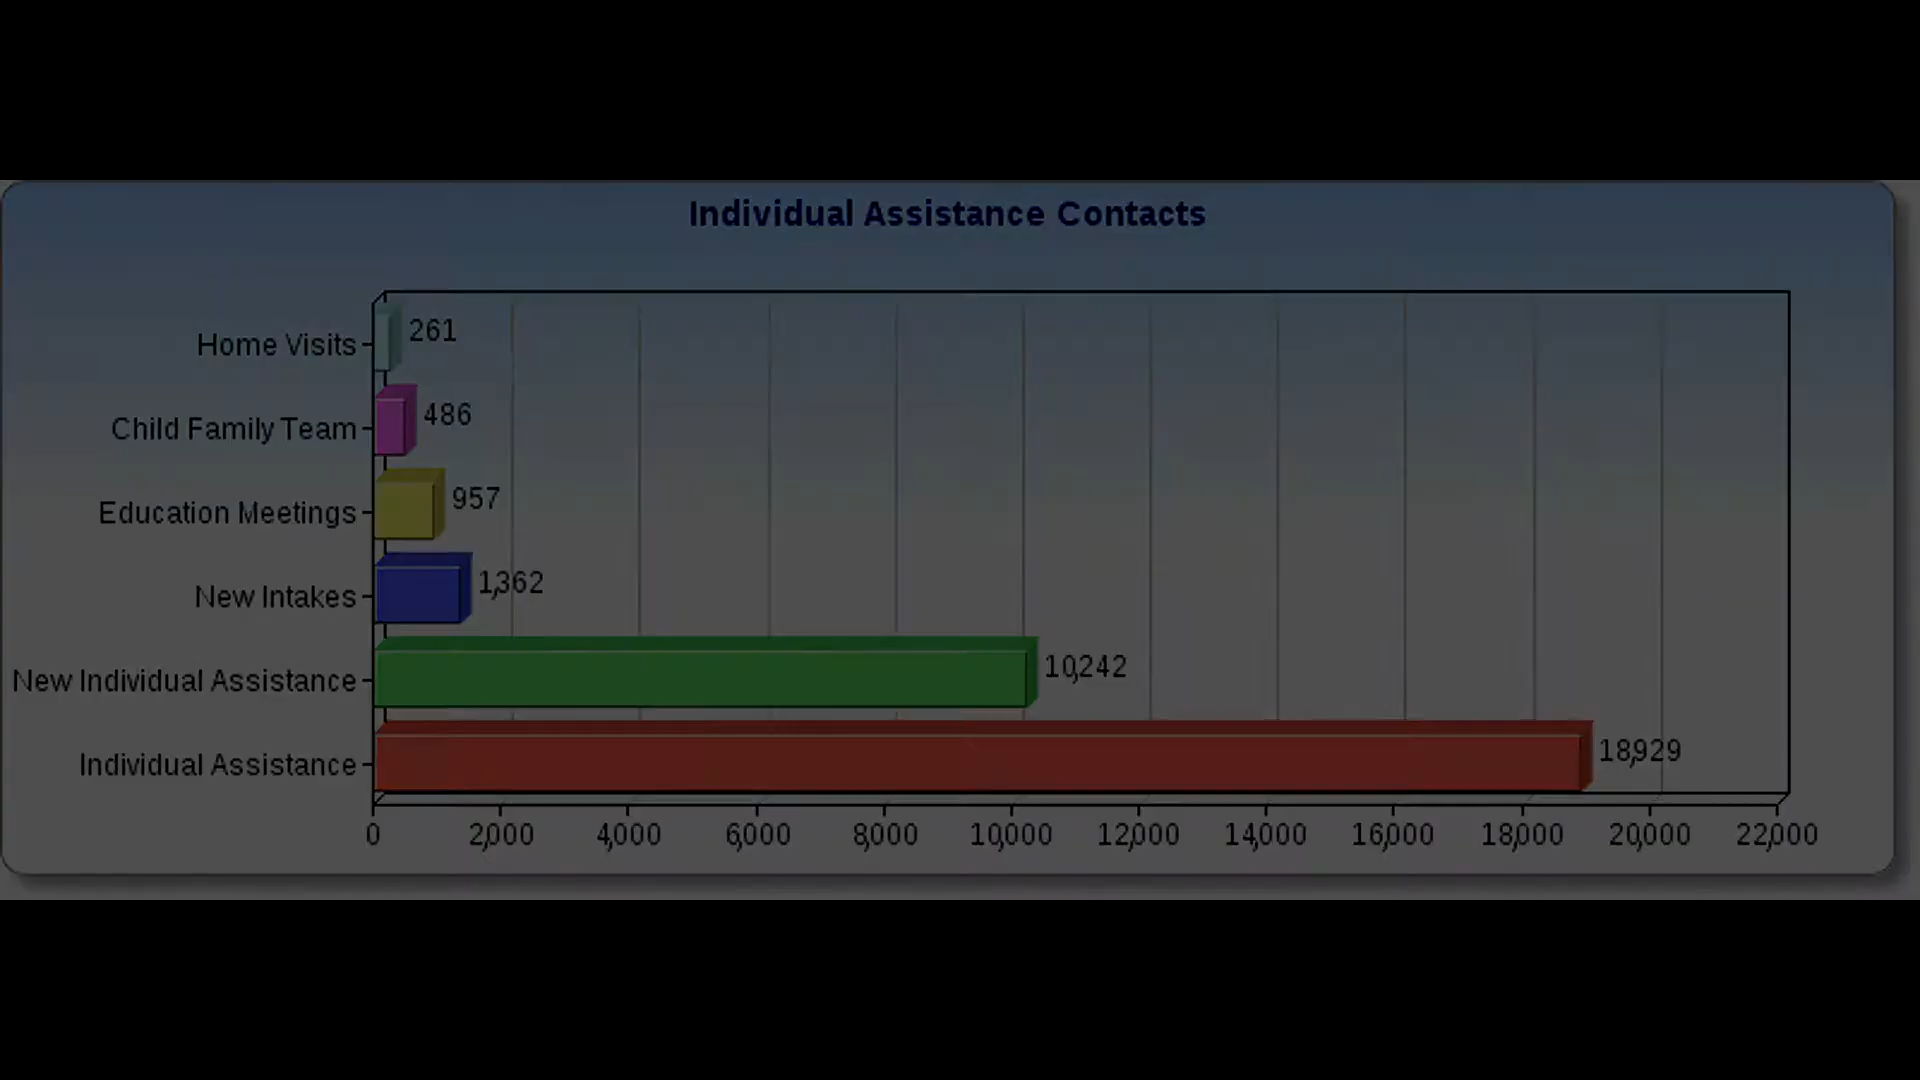 Individual Assistance Contacts
Home Visits
261
Child Family Team
486
Education Meetings
957
New Intakes
1,362
New Individual Assistance
10,242
Individual Assistance
18,929
0 2,000 4,000 6,000 8,000 10,000 12,000 14,000 16,000 18,000 20,000 22,000